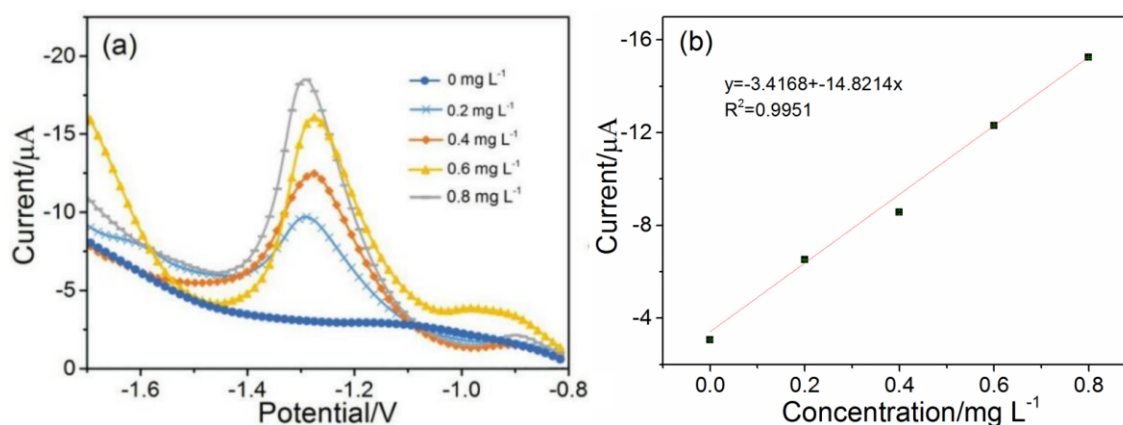 (a)
-20
-15
-10
-5
0
Current/μA
0 mg L⁻¹
0.2 mg L⁻¹
0.4 mg L⁻¹
0.6 mg L⁻¹
0.8 mg L⁻¹
-1.6
-1.4
-1.2
-1.0
-0.8
Potential/V
(b)
-16
-12
-8
-4
Current/μA
y=-3.4168+-14.8214x
R²=0.9951
0.0
0.2
0.4
0.6
0.8
Concentration/mg L⁻¹